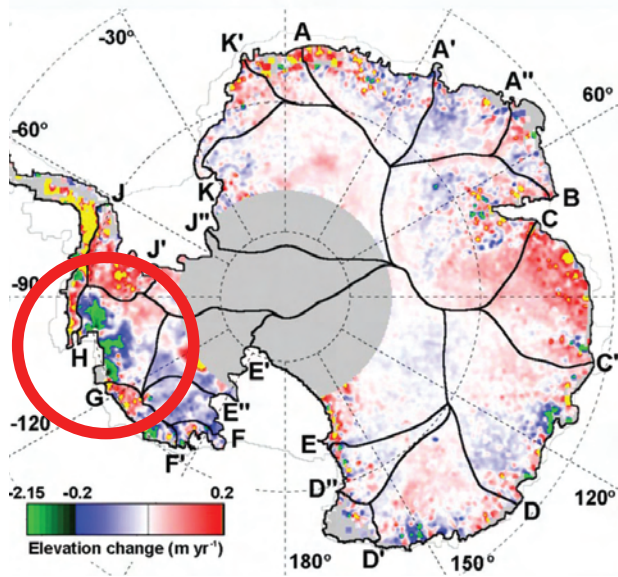 -30°
K'
A
A'
A"
60°
-60°
J
K
B
C
J"
J'
-90°
H
C'
G
E'
E"
-120°
F
F'
E
D"
D
120°
-2.15 -0.2 0.2
Elevation change (m yr⁻¹)
180°
D'
150°